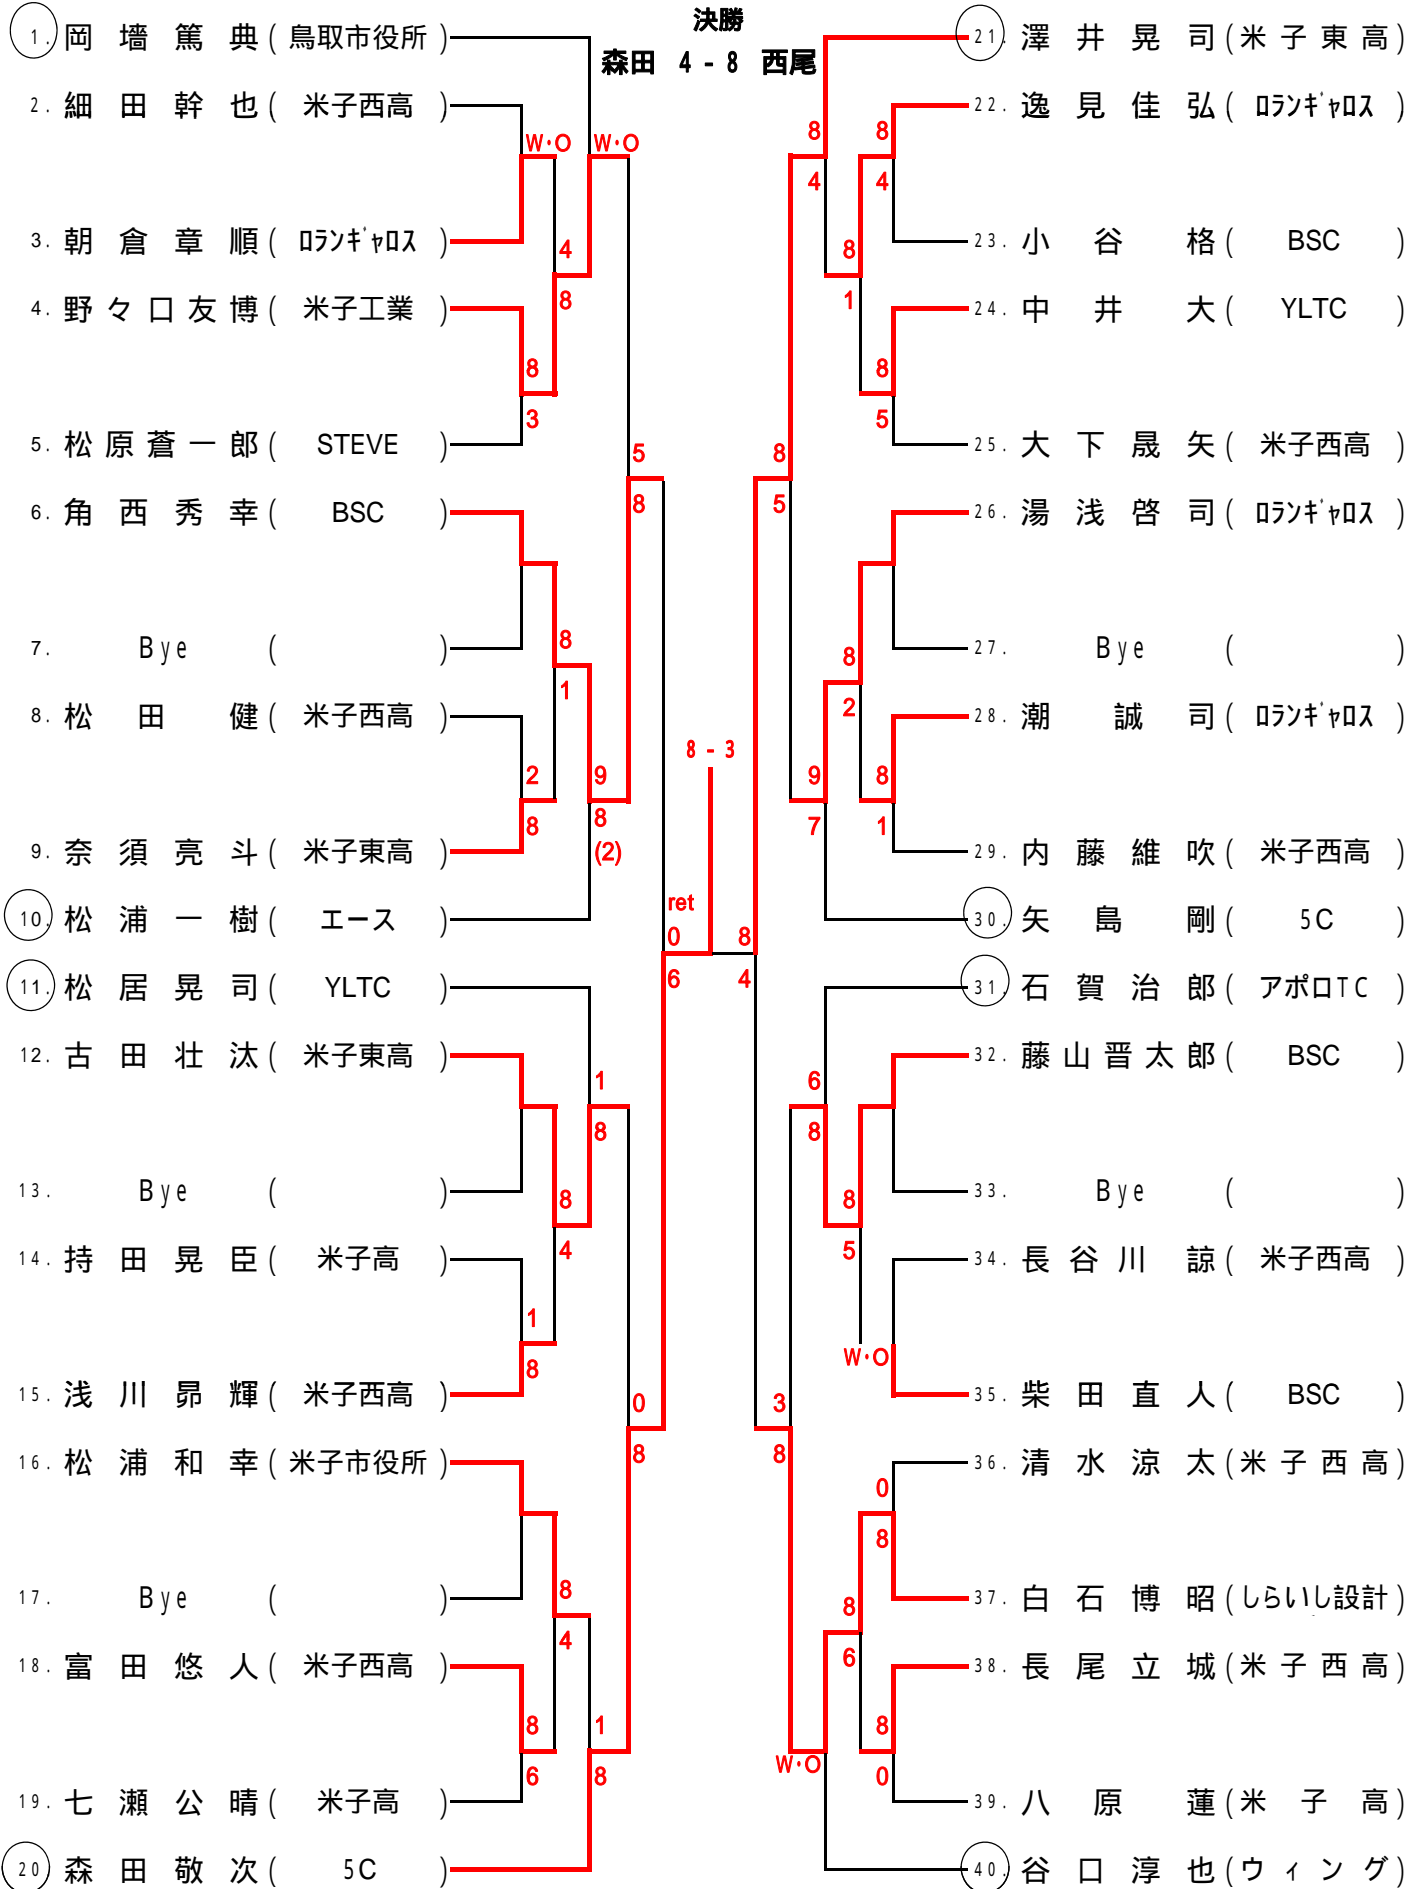 決勝
森田 4 - 8 西尾
1. 岡墻篤典 ( 鳥取市役所 )
2. 細田幹也 ( 米子西高 )
W・O W・O
3. 朝倉章順 ( ロランギャロス )
4
8
4. 野々口友博 ( 米子工業 )
8
3
5. 松原蒼一郎 ( STEVE )
5
8
6. 角西秀幸 ( BSC )
7. Bye ( )
8
1
8. 松田健 ( 米子西高 )
2
8
9
8
(2)
9. 奈須亮斗 ( 米子東高 )
10. 松浦一樹 ( エース )
ret
0
6
11. 松居晃司 ( YLTC )
12. 古田壮汰 ( 米子東高 )
1
8
13. Bye ( )
8
4
14. 持田晃臣 ( 米子高 )
1
8
15. 浅川昴輝 ( 米子西高 )
0
8
16. 松浦和幸 ( 米子市役所 )
17. Bye ( )
8
4
18. 富田悠人 ( 米子西高 )
8
6
1
8
19. 七瀬公晴 ( 米子高 )
20. 森田敬次 ( 5C )
8 - 3
21. 澤井晃司 ( 米子東高 )
22. 逸見佳弘 ( ロランギャロス )
8
4
8
4
23. 小谷格 ( BSC )
8
1
24. 中井大 ( YLTC )
8
5
25. 大下晟矢 ( 米子西高 )
8
5
26. 湯浅啓司 ( ロランギャロス )
27. Bye ( )
8
2
28. 潮誠司 ( ロランギャロス )
9
7
8
1
29. 内藤維吹 ( 米子西高 )
30. 矢島剛 ( 5C )
8
4
31. 石賀治郎 ( アポロTC )
32. 藤山晋太郎 ( BSC )
6
8
33. Bye ( )
8
5
34. 長谷川諒 ( 米子西高 )
W・O
35. 柴田直人 ( BSC )
3
8
36. 清水涼太 ( 米子西高 )
0
8
37. 白石博昭 ( しらいし設計 )
8
6
38. 長尾立城 ( 米子西高 )
8
0
W・O
39. 八原蓮 ( 米子高 )
40. 谷口淳也 ( ウィング )